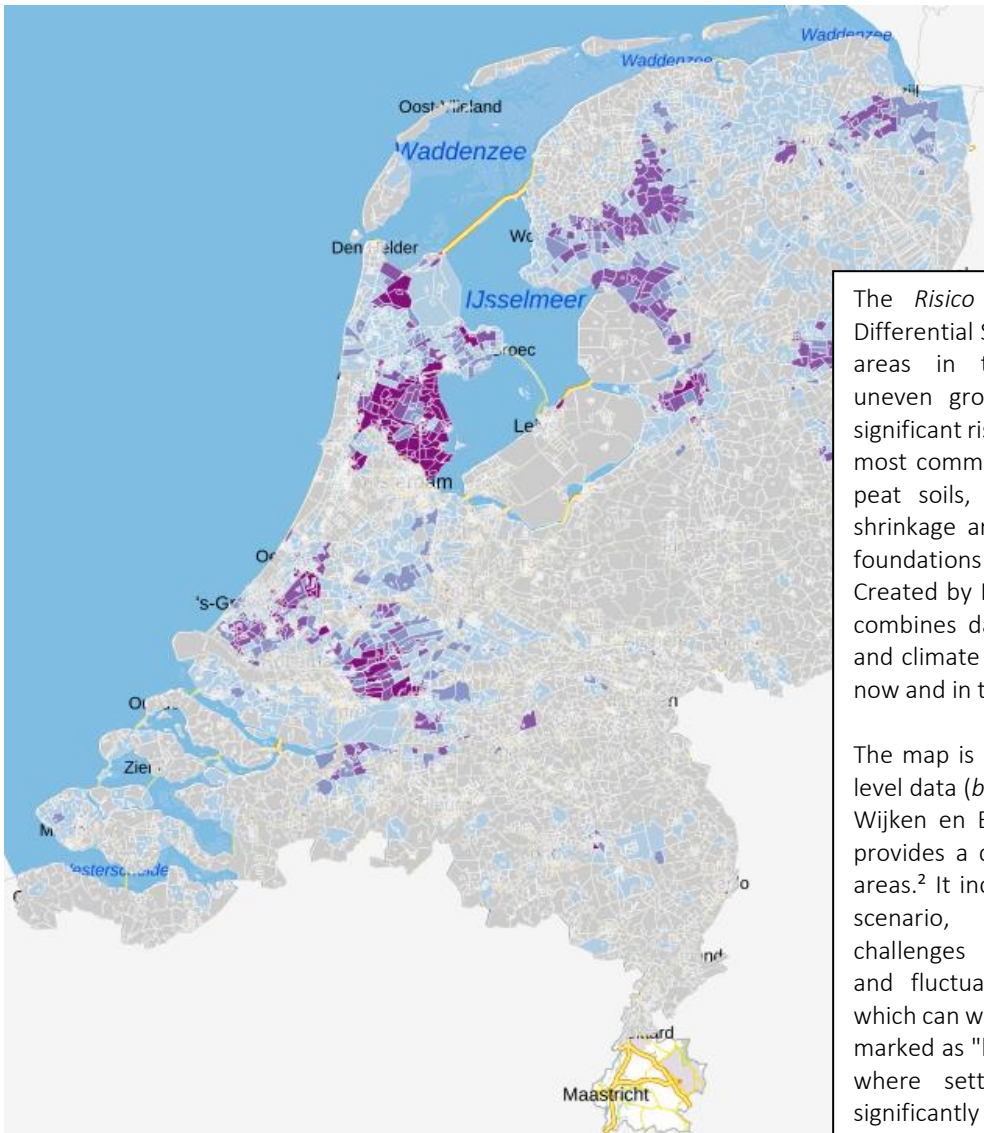 Waddenzee
Waddenzee
Oost-Vlieland
Waddenzee
Den Helder
IJsselmeer
Maastricht
The Risico
Differential S
areas in t
uneven gro
significant ris
most comm
peat soils,
shrinkage an
foundations
Created by
combines da
and climate
now and in t
The map is
level data (b
Wijken en
provides a
areas.² It inc
scenario,
challenges
and fluctua
which can w
marked as "
where sett
significantly